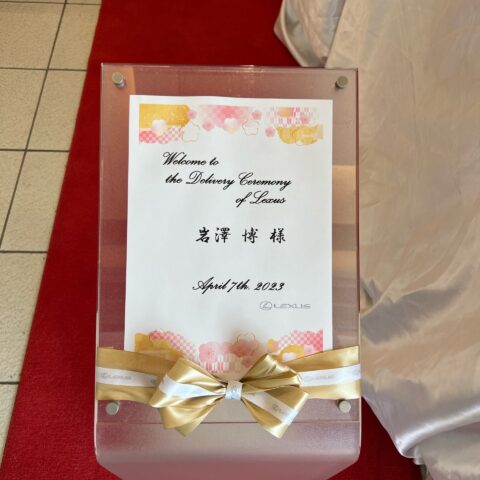 Welcome to
the Delivery Ceremony
of Lexus
岩澤 博 様
April 7th. 2023
LEXUS